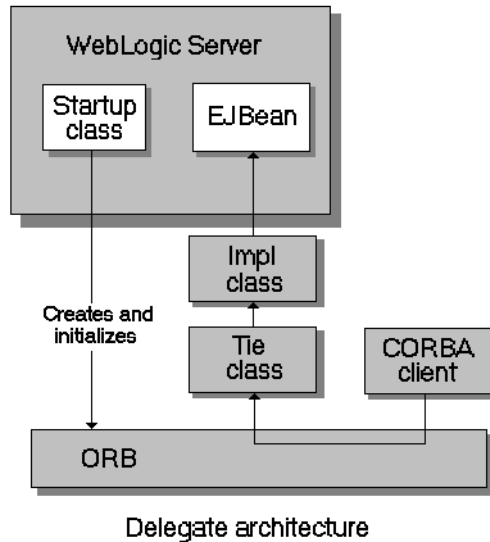 WebLogic Server
Startup
class
EJBean
Impl
class
Creates and
initializes
Tie
class
CORBA
client
ORB
Delegate architecture